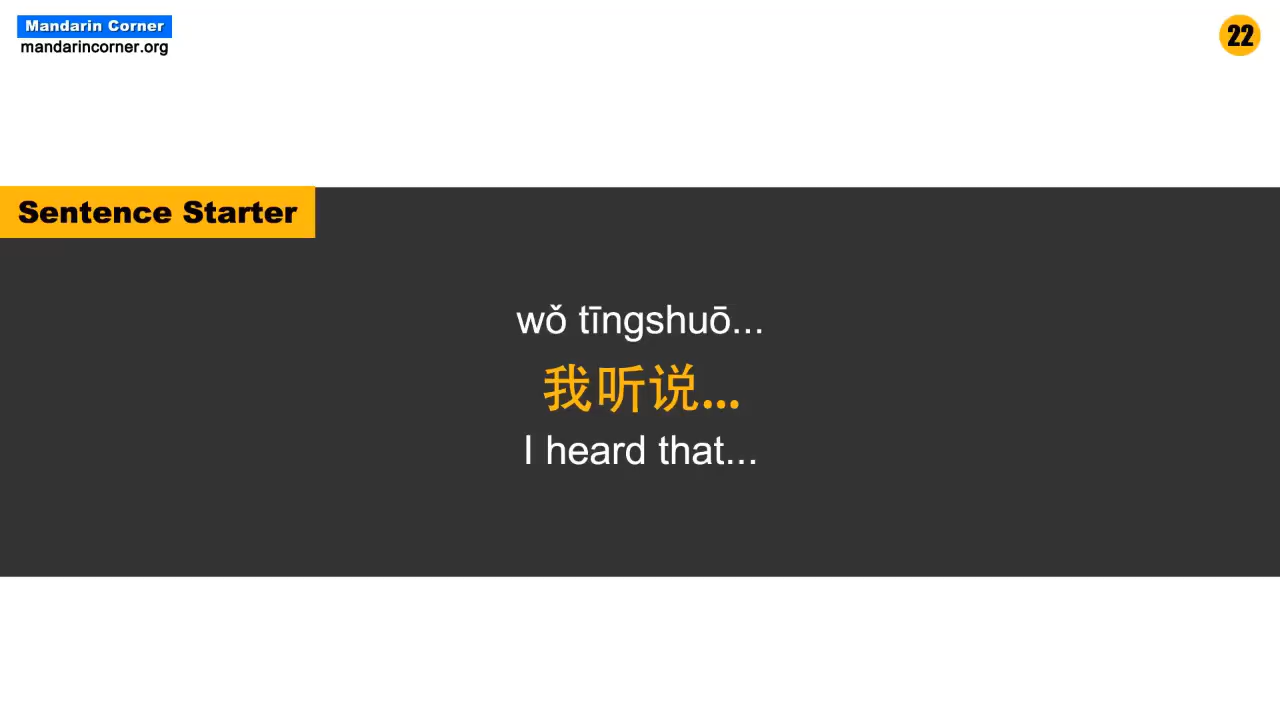 Mandarin Corner
mandarincorner.org
22
Sentence Starter
wǒ tīngshuō...
我听说...
I heard that...